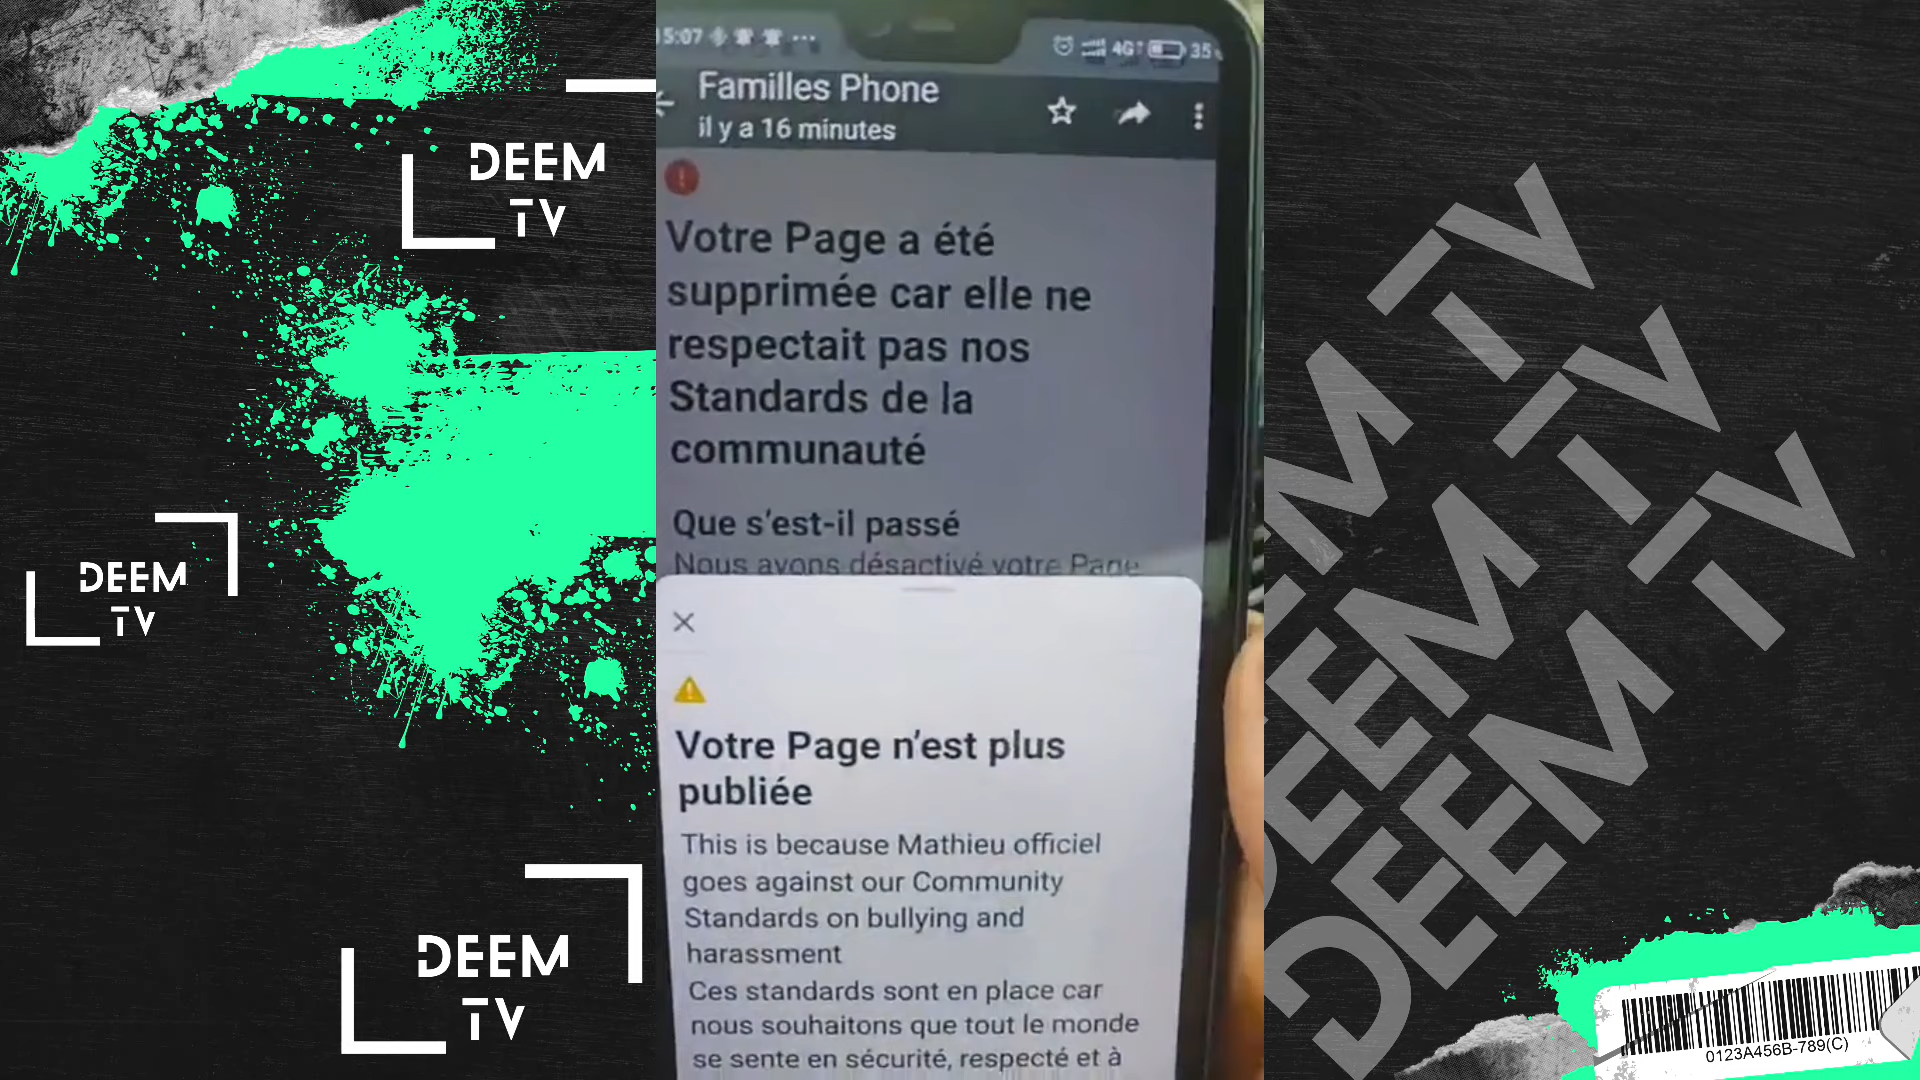 DEEM
TV
DEEM
TV
DEEM
TV
5:07
4G
35
Familles Phone
il y a 16 minutes
Votre Page a été
supprimée car elle ne
respectait pas nos
Standards de la
communauté
Que s'est-il passé
Nous avons désactivé votre Page
Votre Page n'est plus
publiée
This is because Mathieu officiel
goes against our Community
Standards on bullying and
harassment
Ces standards sont en place car
nous souhaitons que tout le monde
se sente en sécurité, respecté et à
DEEM TV
DEEM TV
DEEM TV
0123A456B-789(C)